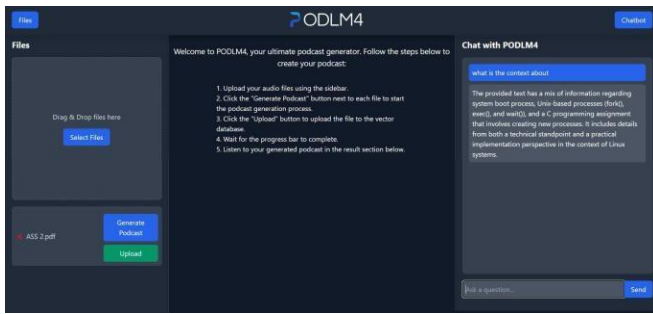 Files
PODLM4
Chatbot
Files
Drag & Drop files here
Select Files
ASS 2.pdf
Generate
Podcast
Upload
Welcome to PODLM4, your ultimate podcast generator. Follow the steps below to
create your podcast:
1. Upload your audio files using the sidebar.
2. Click the "Generate Podcast" button next to each file to start
the podcast generation process.
3. Click the "Upload" button to upload the file to the vector
database.
4. Wait for the progress bar to complete.
5. Listen to your generated podcast in the result section below.
Chat with PODLM4
what is the context about
The provided text has a mix of information regarding
system boot process, Unix-based processes (fork(),
exec(), and wait()), and a C programming assignment
that involves creating new processes. It includes details
from both a technical standpoint and a practical
implementation perspective in the context of Linux
systems.
Ask a question...
Send